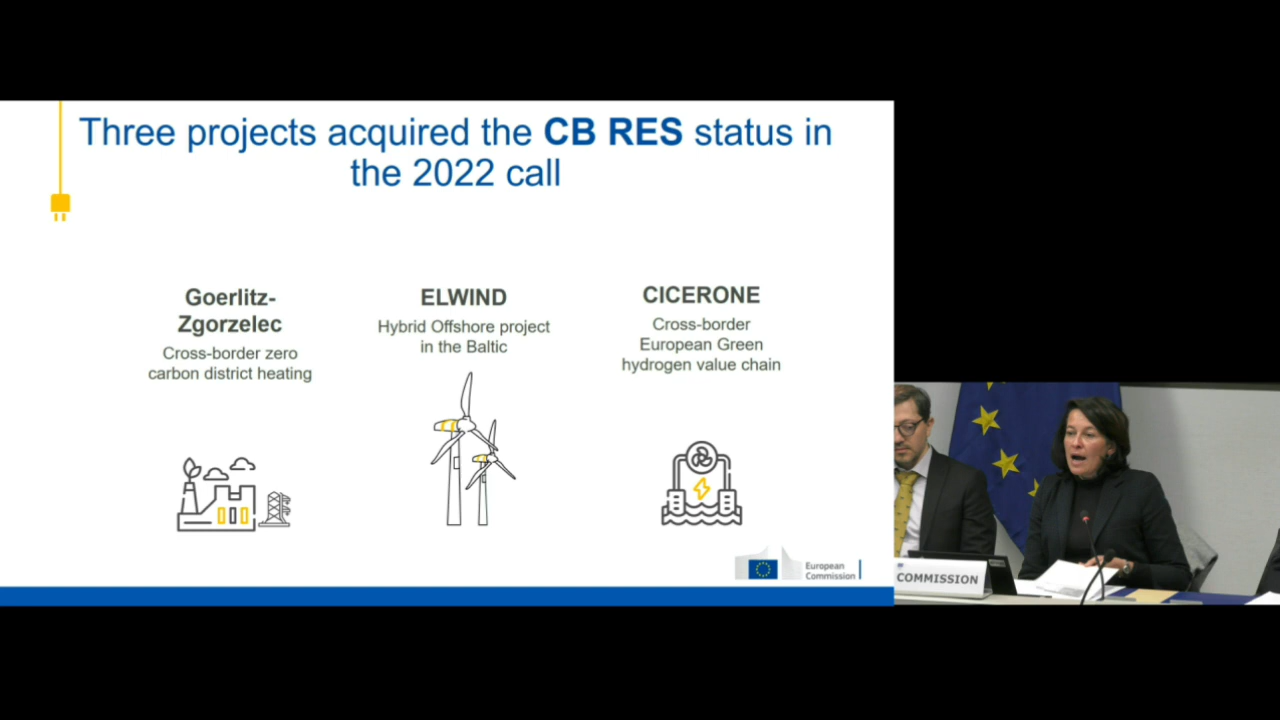 Three projects acquired the CB RES status in
the 2022 call
Goerlitz-
Zgorzelec
Cross-border zero
carbon district heating
ELWIND
Hybrid Offshore project
in the Baltic
CICERONE
Cross-border
European Green
hydrogen value chain
European
Commission
COMMISSION